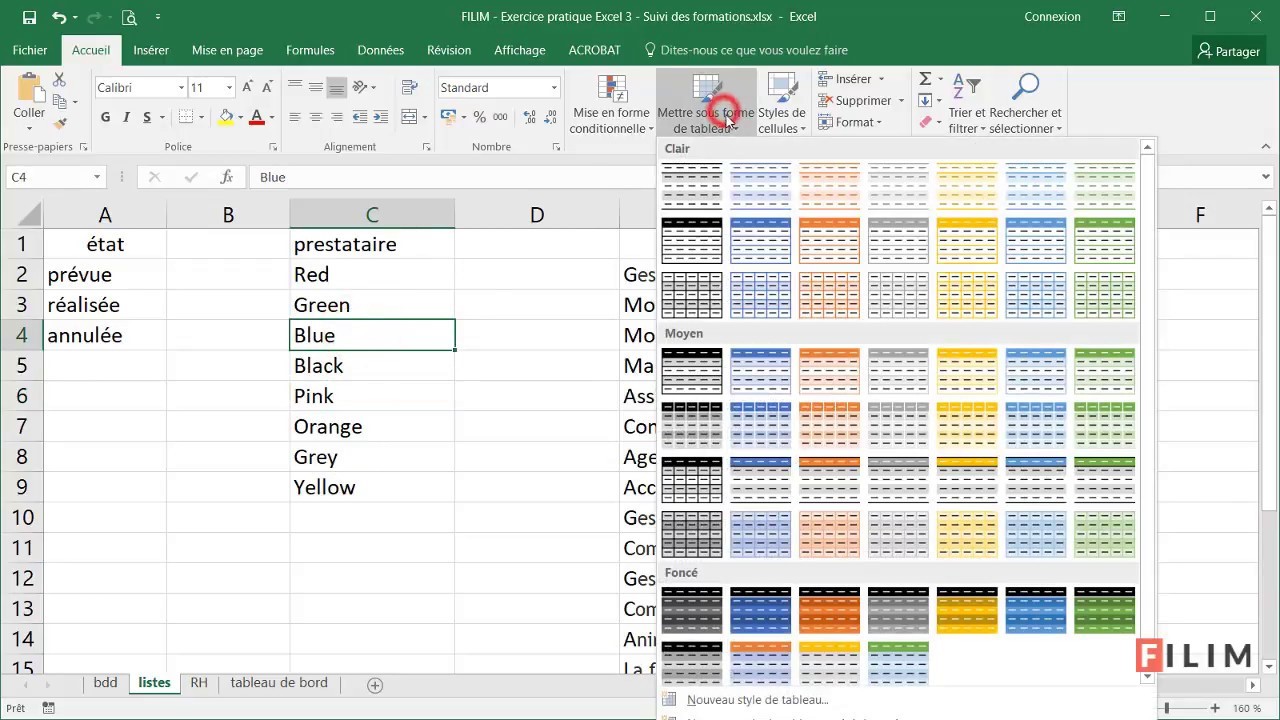 FILIM - Exercice pratique Excel 3 - Suivi des formations.xlsx - Excel
Connexion
Fichier Accueil Insérer Mise en page Formules Données Révision Affichage ACROBAT Dites-nous ce que vous voulez faire Partager
Coller
Calibri 11
G I S
Standard
% 000
Mise en forme conditionnelle
Mettre sous forme de tableau
Styles de cellules
Insérer
Supprimer
Format
Trier et filtrer
Rechercher et sélectionner
Presse-papiers Police Alignement Nombre
C4 fx Blue
A B C D F
1 état prestataire
2 prévue Red Ges
3 réalisée Green Mo
4 annulée Blue Mo
5 Black Ma
6 Pink Ass
7 Orange Con
8 Grey Age
9 Yellow Acc
10 Ges
11 Com
12 Ges
13 Com
14 Anim
15 La f
Clair
Moyen
Foncé
Nouveau style de tableau...
FILIM
bdd listes RH tableau de bord
Prêt 160 %